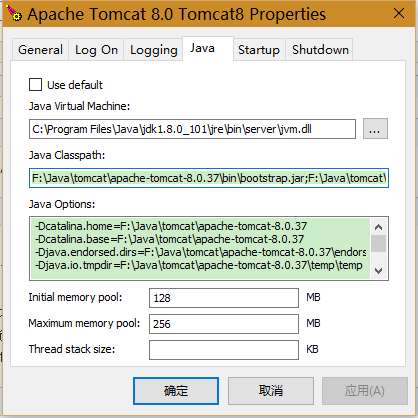 Apache Tomcat 8.0 Tomcat8 Properties
General Log On Logging Java Startup Shutdown
Use default
Java Virtual Machine:
C:\Program Files\Java\jdk1.8.0_101\jre\bin\server\jvm.dll
...
Java Classpath:
F:\Java\tomcat\apache-tomcat-8.0.37\bin\bootstrap.jar;F:\Java\tomcat\
Java Options:
-Dcatalina.home=F:\Java\tomcat\apache-tomcat-8.0.37
-Dcatalina.base=F:\Java\tomcat\apache-tomcat-8.0.37
-Djava.endorsed.dirs=F:\Java\tomcat\apache-tomcat-8.0.37\endors
-Djava.io.tmpdir=F:\Java\tomcat\apache-tomcat-8.0.37\temp\temp
Initial memory pool: 128 MB
Maximum memory pool: 256 MB
Thread stack size: KB
确定 取消 应用(A)